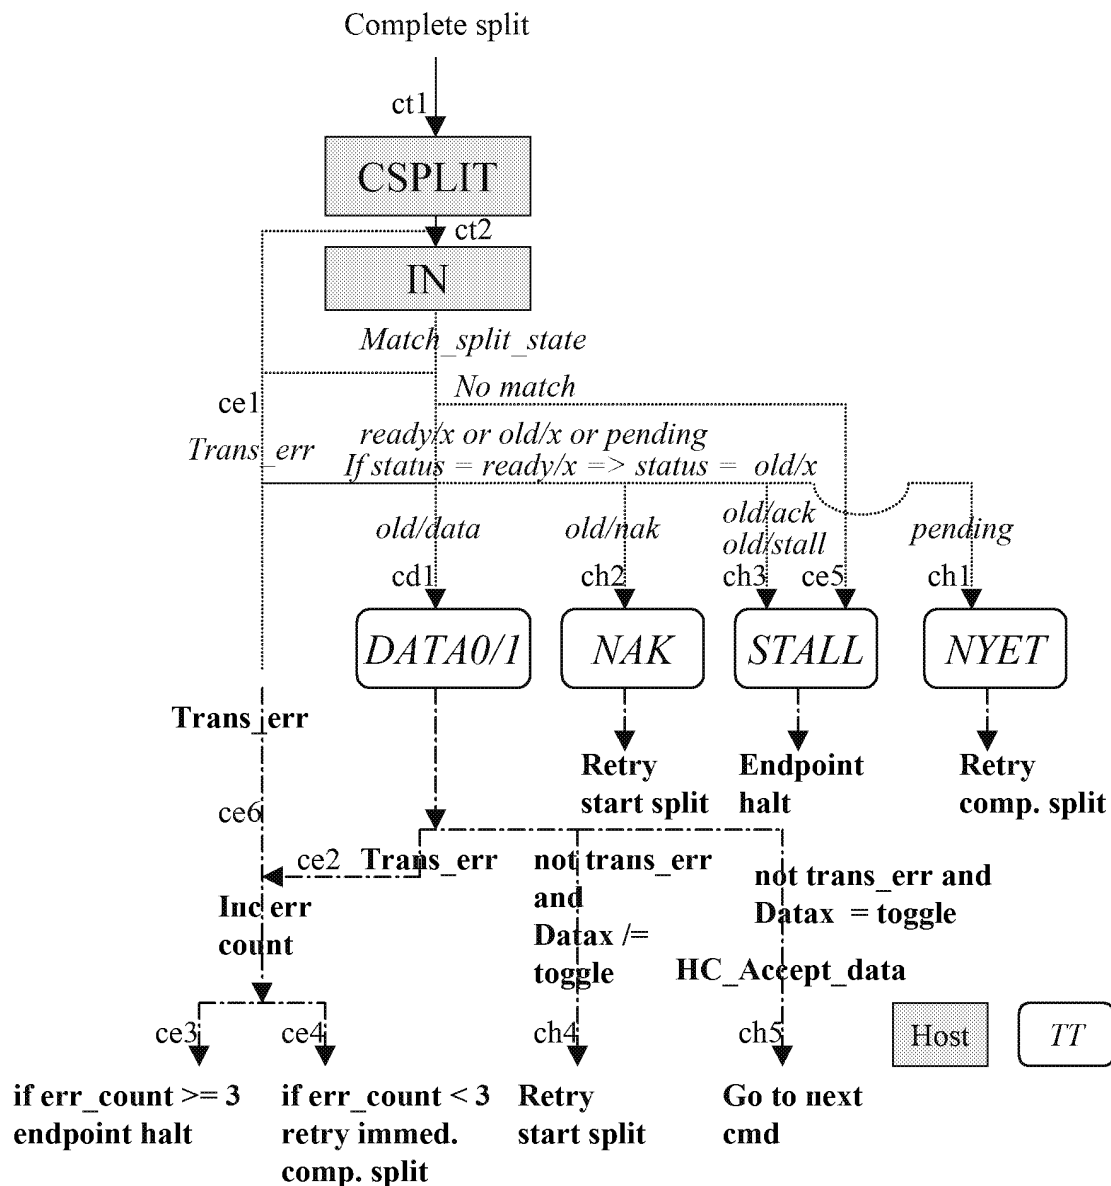 Complete split
ct1
CSPLIT
ct2
IN
Match_split_state
No match
ce1
Trans_err
ready/x or old/x or pending
If status = ready/x => status = old/x
old/data
old/nak
old/ack
old/stall
pending
cd1
ch2
ch3
ce5
ch1
DATA0/1
NAK
STALL
NYET
Trans_err
Retry
start split
Endpoint
halt
Retry
comp. split
ce6
ce2
Trans_err
not trans_err
and
Datax /=
toggle
not trans_err and
Datax = toggle
Inc err
count
HC_Accept_data
ce3
ce4
ch4
ch5
Host
TT
if err_count >= 3
endpoint halt
if err_count < 3
retry immed.
comp. split
Retry
start split
Go to next
cmd